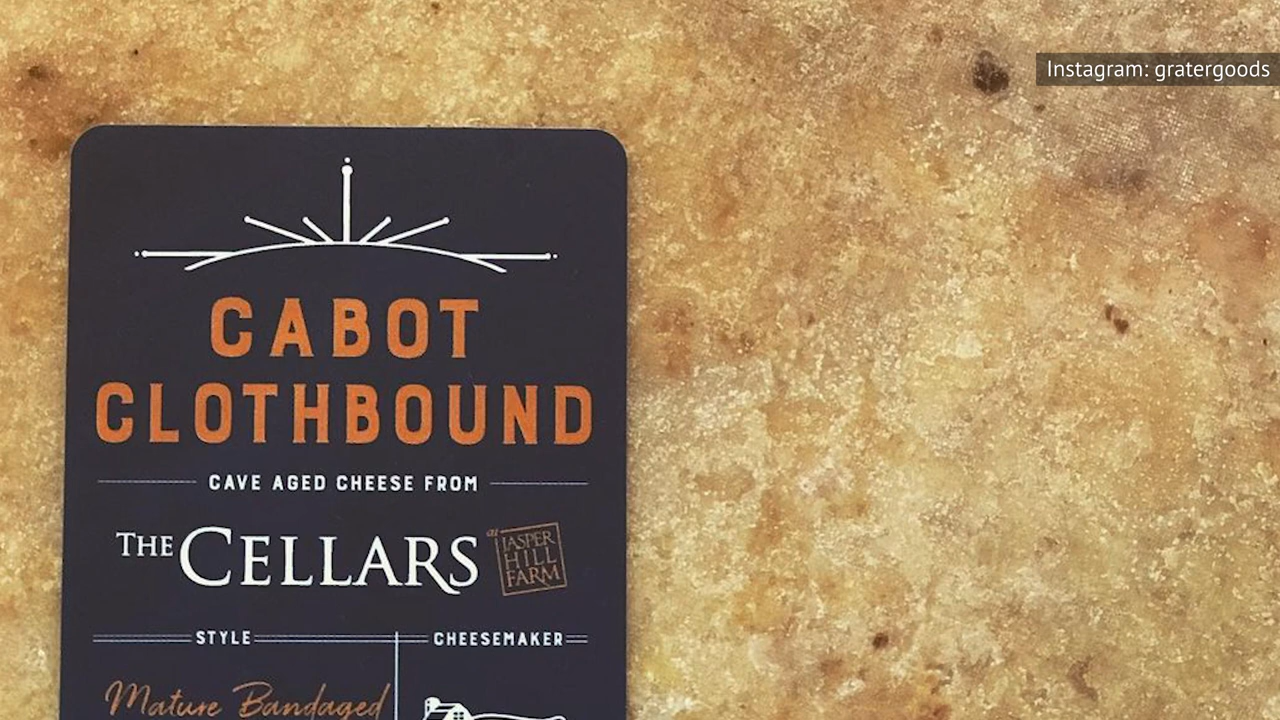 Instagram: gratergoods
CABOT
CLOTHBOUND
CAVE AGED CHEESE FROM
THE CELLARS at JASPER
HILL
FARM
STYLE CHEESEMAKER
Mature Bandaged